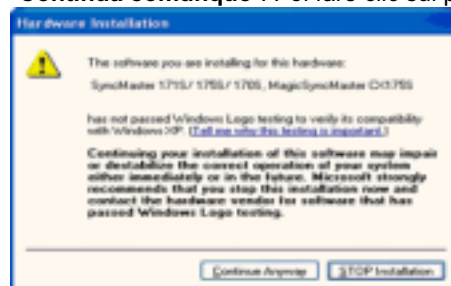 Continua comunque
Hardware Installation
The software you are installing for this hardware:
SyncMaster 171S/ 175S/ 170S, MagicSyncMaster CX175S
has not passed Windows Logo testing to verify its compatibility
with Windows XP. (Tell me why this testing is important.)
Continuing your installation of this software may impair
or destabilize the correct operation of your system
either immediately or in the future. Microsoft strongly
recommends that you stop this installation now and
contact the hardware vendor for software that has
passed Windows Logo testing.
Continue Anyway STOP Installation